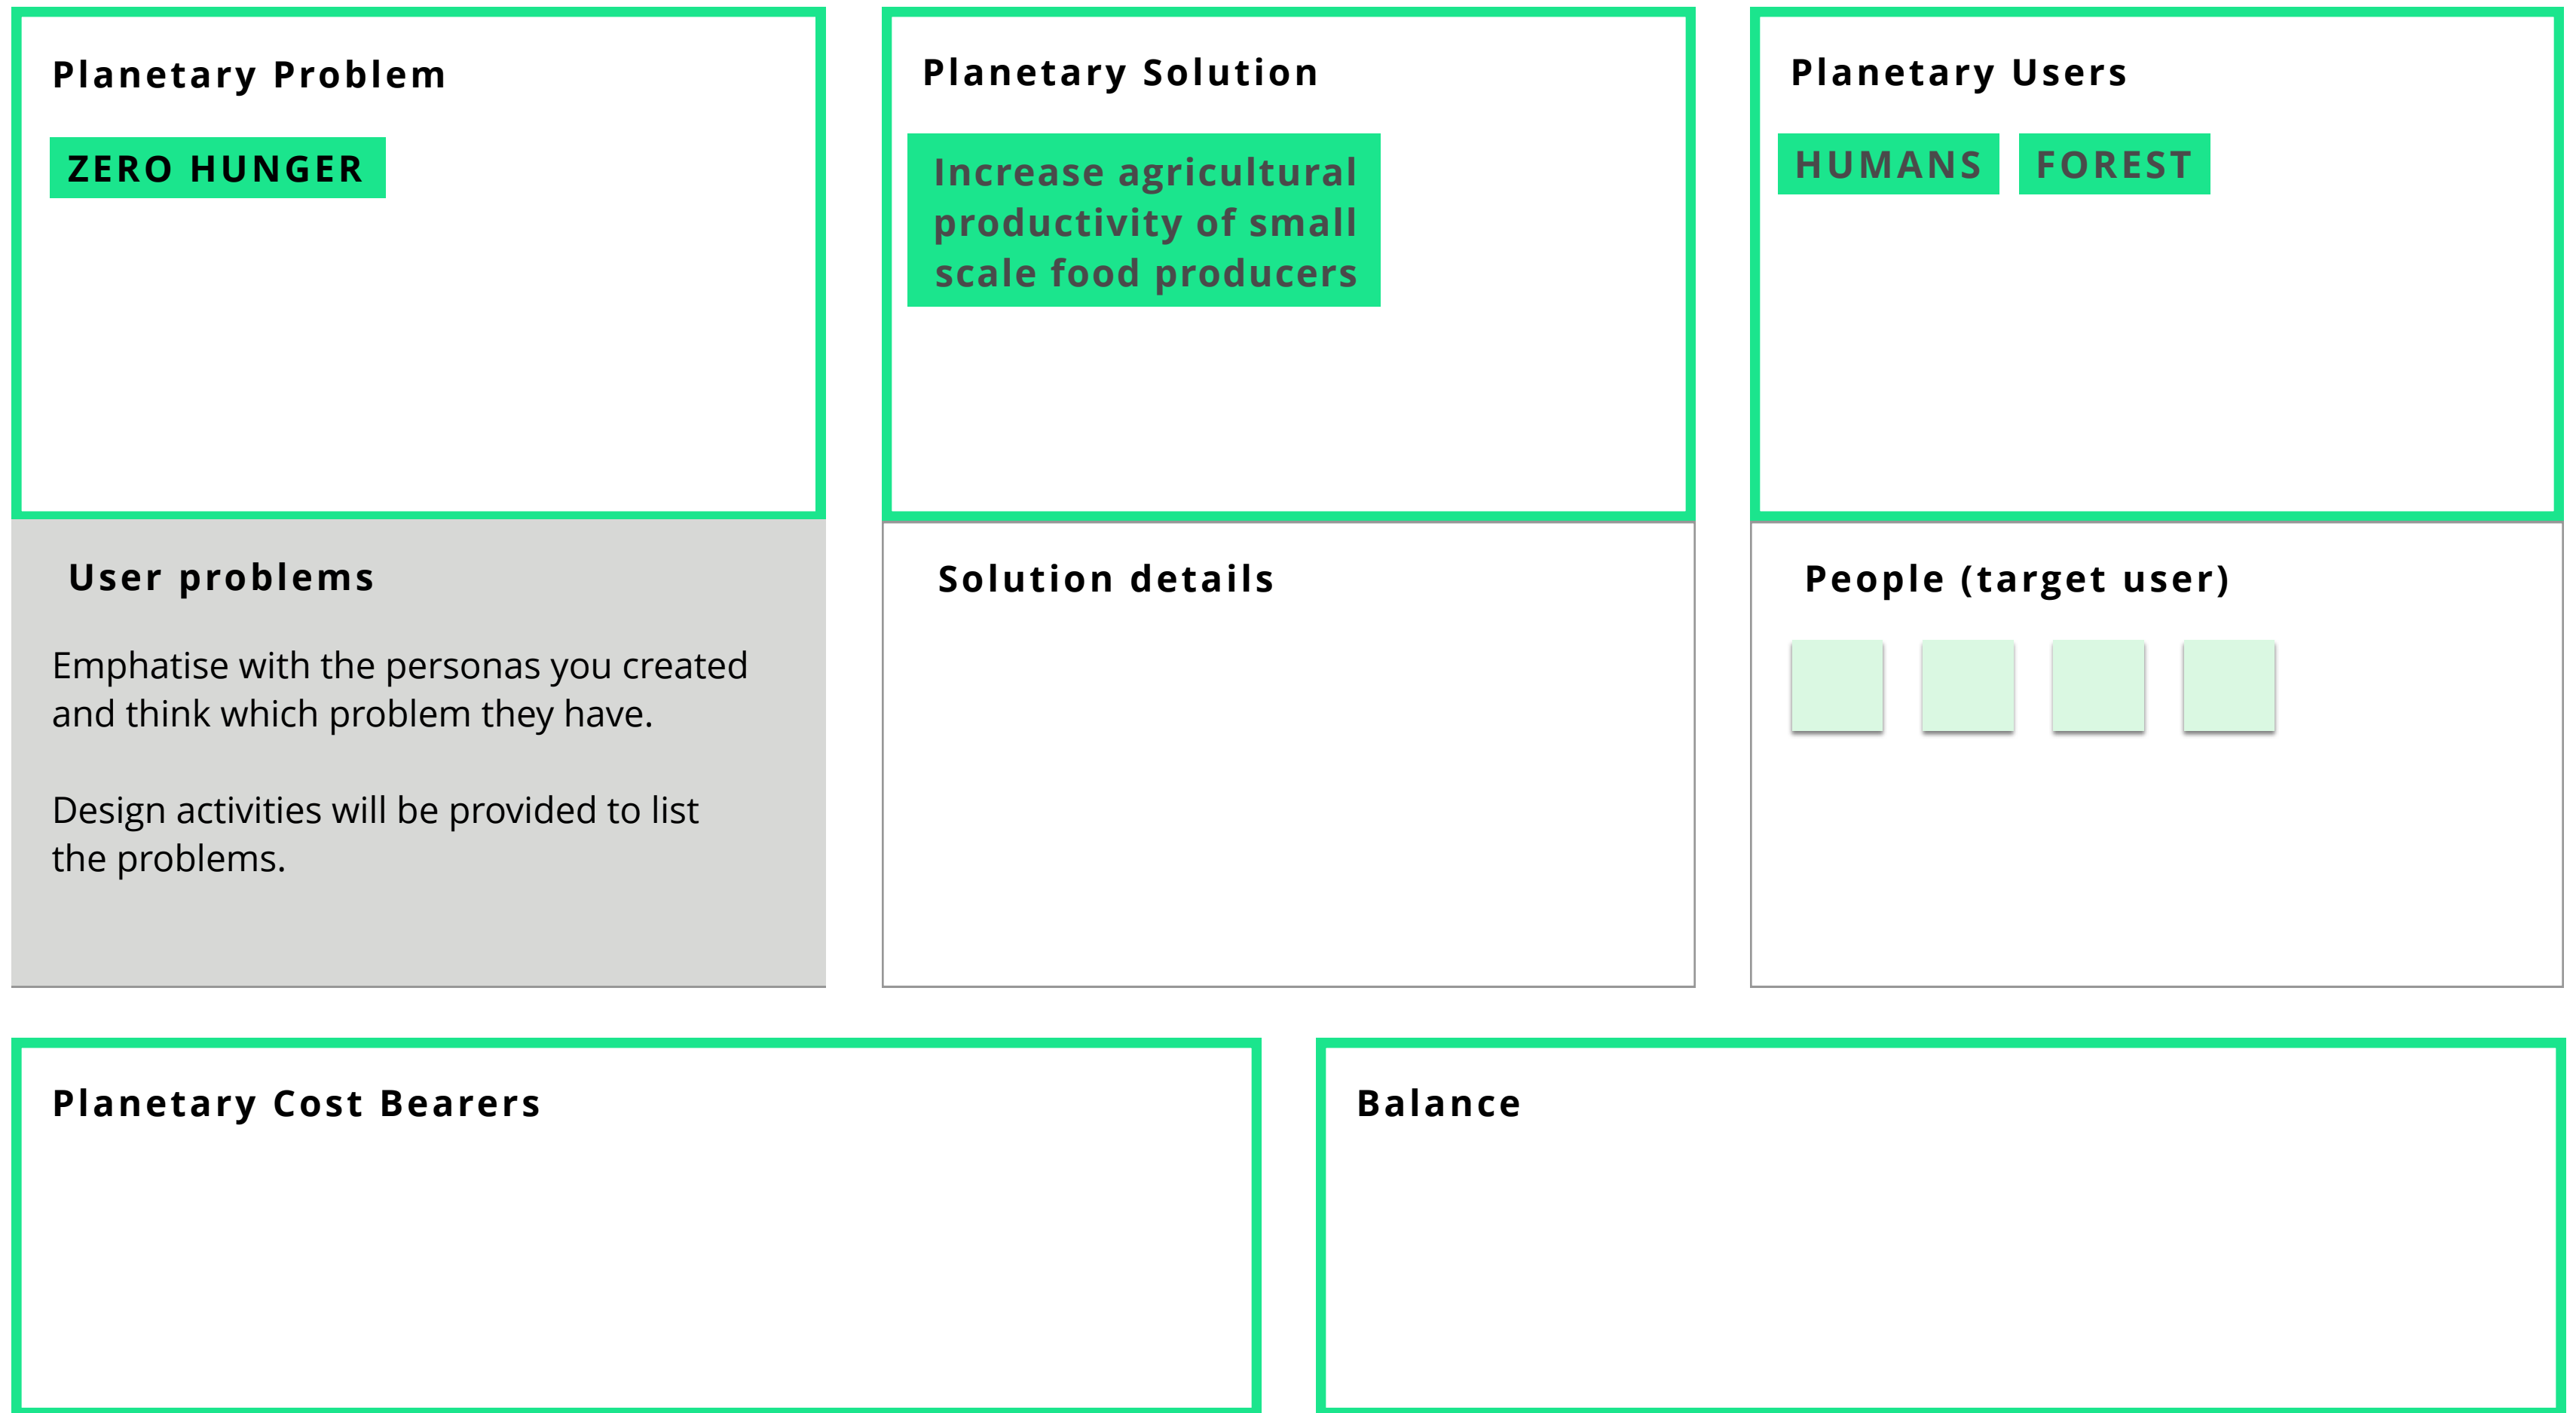 Planetary Problem
ZERO HUNGER
Planetary Solution
Increase agricultural
productivity of small
scale food producers
Planetary Users
HUMANS
FOREST
User problems
Emphatise with the personas you created
and think which problem they have.
Design activities will be provided to list
the problems.
Solution details
People (target user)
Planetary Cost Bearers
Balance